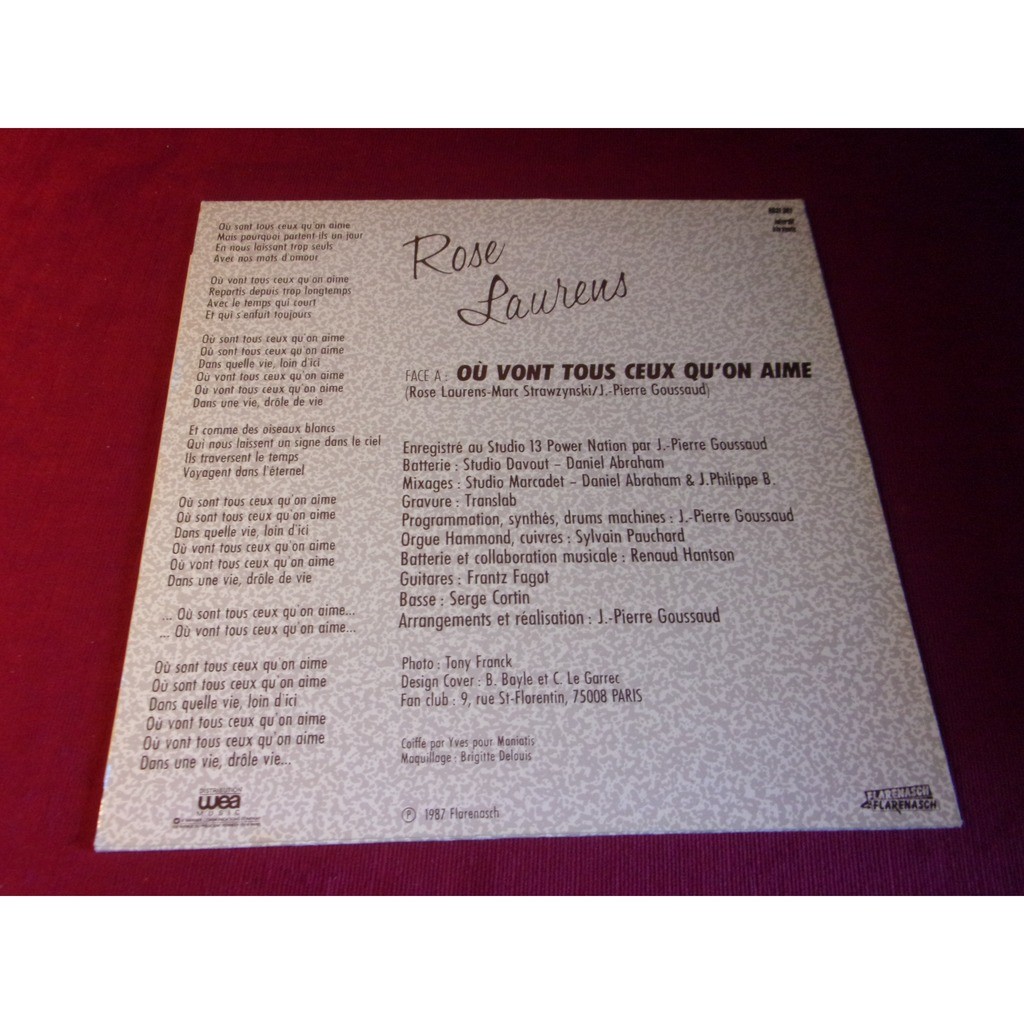 Où sont tous ceux qu'on aime
Mais pourquoi partent-ils un jour
En nous laissant trop seuls
Avec nos mots d'amour
Où vont tous ceux qu'on aime
Repartis depuis trop longtemps
Avec le temps qui court
Et qui s'enfuit toujours
Où sont tous ceux qu'on aime
Où sont tous ceux qu'on aime
Dans quelle vie, loin d'ici
Où vont tous ceux qu'on aime
Où vont tous ceux qu'on aime
Dans une vie, drôle de vie
Et comme des oiseaux blancs
Qui nous laissent un signe dans le ciel
Ils traversent le temps
Voyagent dans l'éternel
Où sont tous ceux qu'on aime
Où sont tous ceux qu'on aime
Dans quelle vie, loin d'ici
Où vont tous ceux qu'on aime
Où vont tous ceux qu'on aime
Dans une vie, drôle de vie
... Où sont tous ceux qu'on aime...
... Où vont tous ceux qu'on aime...
Où sont tous ceux qu'on aime
Où sont tous ceux qu'on aime
Dans quelle vie, loin d'ici
Où vont tous ceux qu'on aime
Où vont tous ceux qu'on aime
Dans une vie, drôle vie...
DISTRIBUTION
wea
MUSIC
Rose
Laurens
FACE A : OÙ VONT TOUS CEUX QU'ON AIME
(Rose Laurens-Marc Strawzynski/J.-Pierre Goussaud)
Enregistré au Studio 13 Power Nation par J.-Pierre Goussaud
Batterie : Studio Davout – Daniel Abraham
Mixages : Studio Marcadet – Daniel Abraham & J.Philippe B.
Gravure : Translab
Programmation, synthés, drums machines : J.-Pierre Goussaud
Orgue Hammond, cuivres : Sylvain Pauchard
Batterie et collaboration musicale : Renaud Hantson
Guitares : Frantz Fagot
Basse : Serge Cortin
Arrangements et réalisation : J.-Pierre Goussaud
Photo : Tony Franck
Design Cover : B. Bayle et C. Le Garrec
Fan club : 9, rue St-Florentin, 75008 PARIS
Coiffe par Yves pour Maniatis
Maquillage : Brigitte Delouis
℗ 1987 Flarenasch
FLARENASCH
FLARENASCH